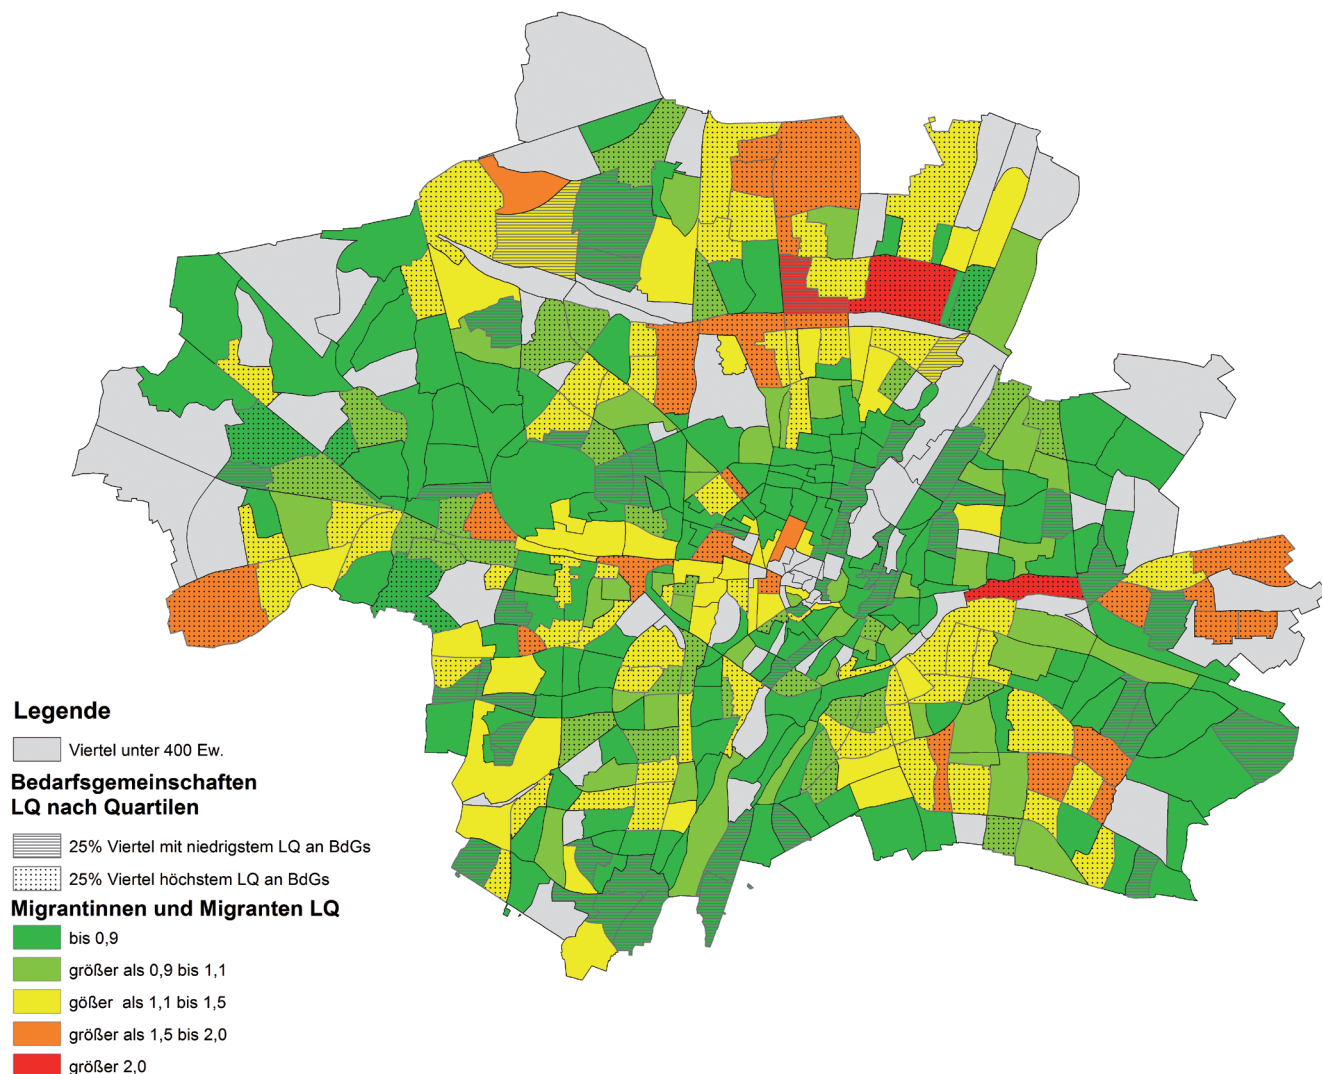 Legende
Viertel unter 400 Ew.
Bedarfsgemeinschaften
LQ nach Quartilen
25% Viertel mit niedrigstem LQ an BdGs
25% Viertel höchstem LQ an BdGs
Migrantinnen und Migranten LQ
bis 0,9
größer als 0,9 bis 1,1
gößer als 1,1 bis 1,5
größer als 1,5 bis 2,0
größer 2,0